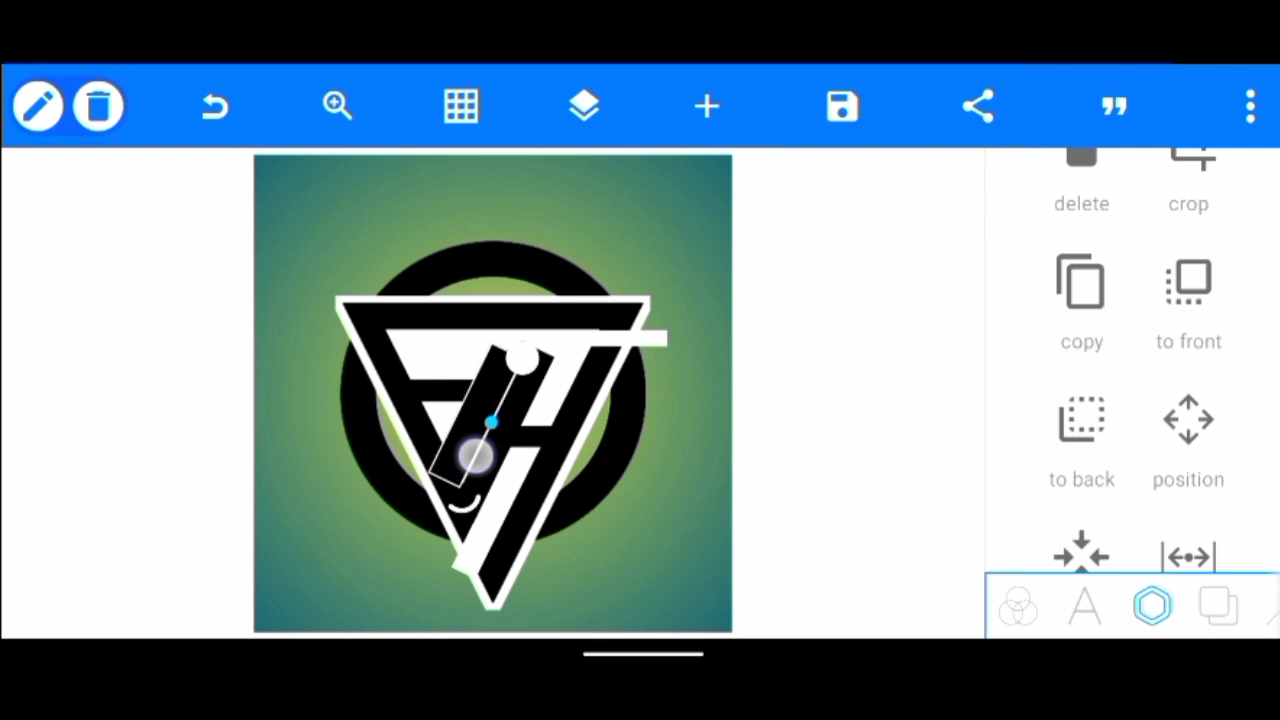 delete
crop
copy
to front
to back
position